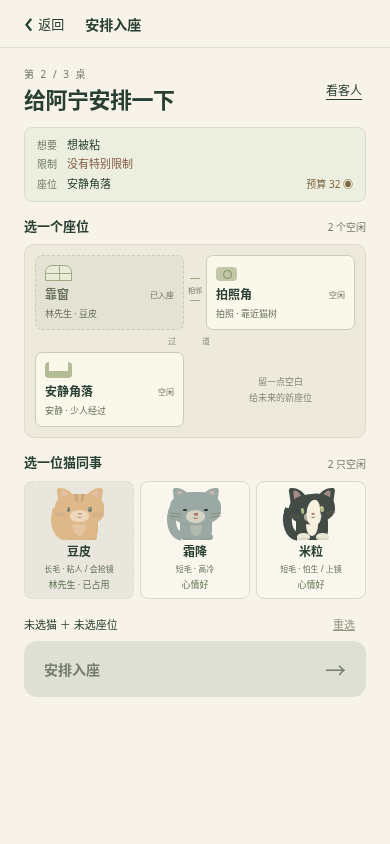 返回 安排入座
第 2 / 3 桌
给阿宁安排一下
看客人
想要 想被粘
限制 没有特别限制
座位 安静角落
预算 32
选一个座位
2 个空闲
靠窗
已入座
林先生 · 豆皮
相邻
拍照角
空闲
拍照 · 靠近猫树
过 道
安静角落
空闲
安静 · 少人经过
留一点空白
给未来的新座位
选一位猫同事
2 只空闲
豆皮
长毛 · 粘人 / 会抢镜
林先生 · 已占用
霜降
短毛 · 高冷
心情好
米粒
短毛 · 怕生 / 上镜
心情好
未选猫 ＋ 未选座位
重选
安排入座